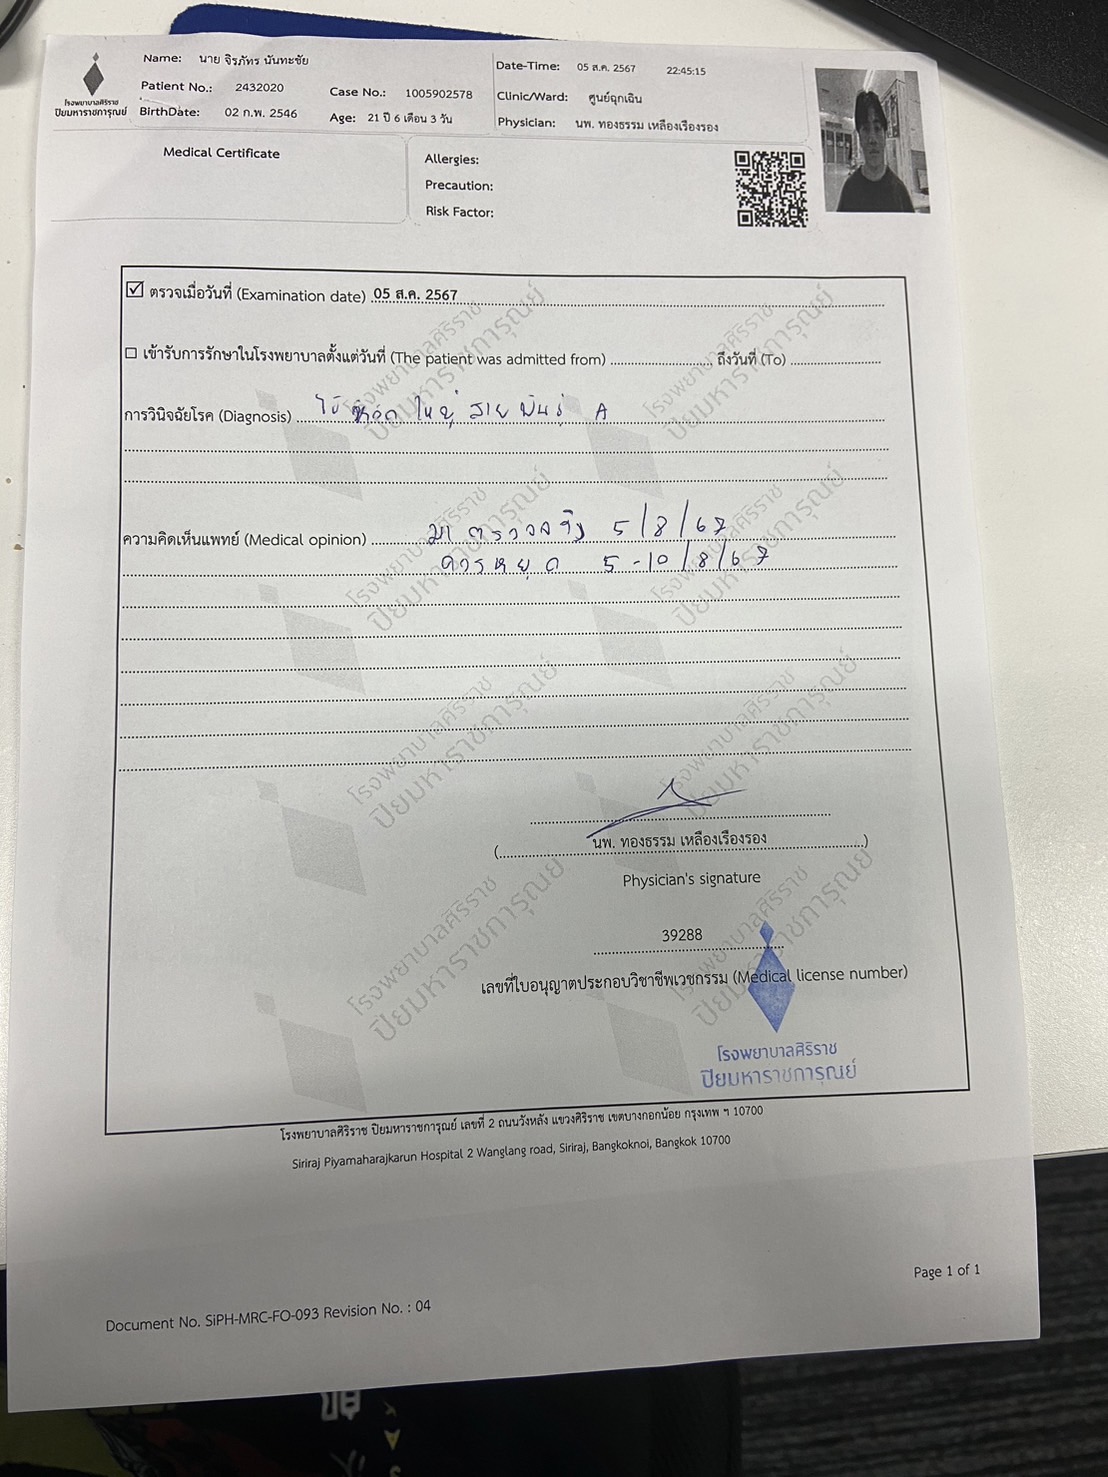 โรงพยาบาลศิริราช
ปิยมหาราชการุณย์
Name: นาย จิรภัทร นันทะชัย
Patient No.: 2432020 Case No.: 1005902578
BirthDate: 02 ก.พ. 2546 Age: 21 ปี 6 เดือน 3 วัน
Date-Time: 05 ส.ค. 2567 22:45:15
Clinic/Ward: ศูนย์ฉุกเฉิน
Physician: นพ. ทองธรรม เหลืองเรืองรอง
Medical Certificate
Allergies:
Precaution:
Risk Factor:
☑ ตรวจเมื่อวันที่ (Examination date) 05 ส.ค. 2567
☐ เข้ารับการรักษาในโรงพยาบาลตั้งแต่วันที่ (The patient was admitted from) ........ ถึงวันที่ (To) ........
การวินิจฉัยโรค (Diagnosis) ไข้หวัดใหญ่ สายพันธุ์ A
ความคิดเห็นแพทย์ (Medical opinion) มาตรวจจริง 5/8/67
ควรหยุด 5-10/8/67
(นพ. ทองธรรม เหลืองเรืองรอง)
Physician's signature
39288
เลขที่ใบอนุญาตประกอบวิชาชีพเวชกรรม (Medical license number)
โรงพยาบาลศิริราช
ปิยมหาราชการุณย์
โรงพยาบาลศิริราช ปิยมหาราชการุณย์ เลขที่ 2 ถนนวังหลัง แขวงศิริราช เขตบางกอกน้อย กรุงเทพ ฯ 10700
Siriraj Piyamaharajkarun Hospital 2 Wanglang road, Siriraj, Bangkoknoi, Bangkok 10700
Page 1 of 1
Document No. SiPH-MRC-FO-093 Revision No. : 04